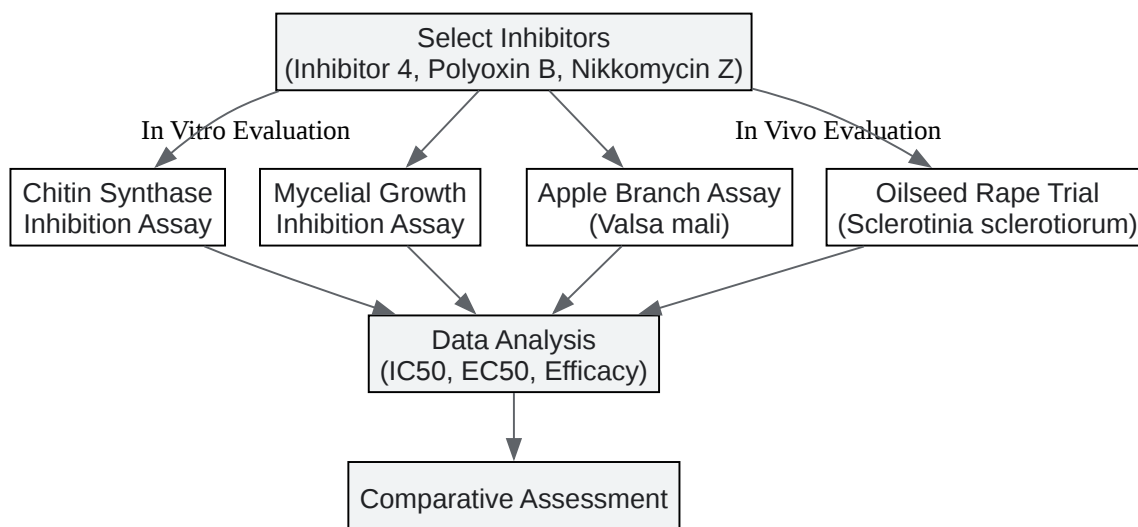 Select Inhibitors
(Inhibitor 4, Polyoxin B, Nikkomycin Z)
In Vitro Evaluation
In Vivo Evaluation
Chitin Synthase
Inhibition Assay
Mycelial Growth
Inhibition Assay
Apple Branch Assay
(Valsa mali)
Oilseed Rape Trial
(Sclerotinia sclerotiorum)
Data Analysis
(IC50, EC50, Efficacy)
Comparative Assessment